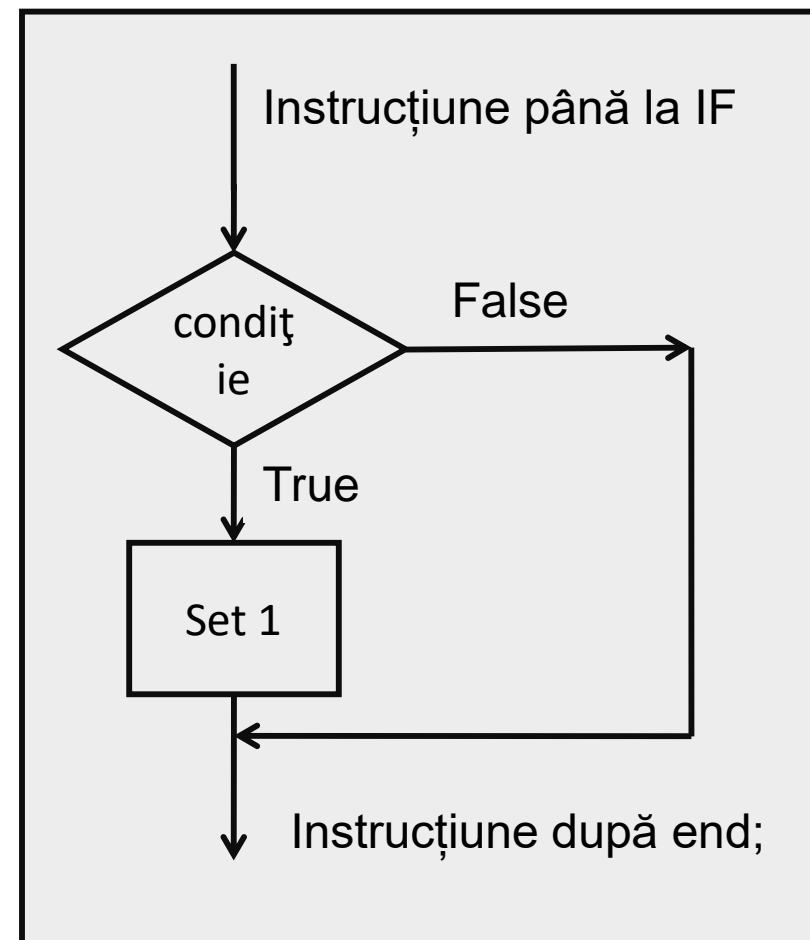 Instrucțiune până la IF
False
condiţ
ie
True
Set 1
Instrucțiune după end;